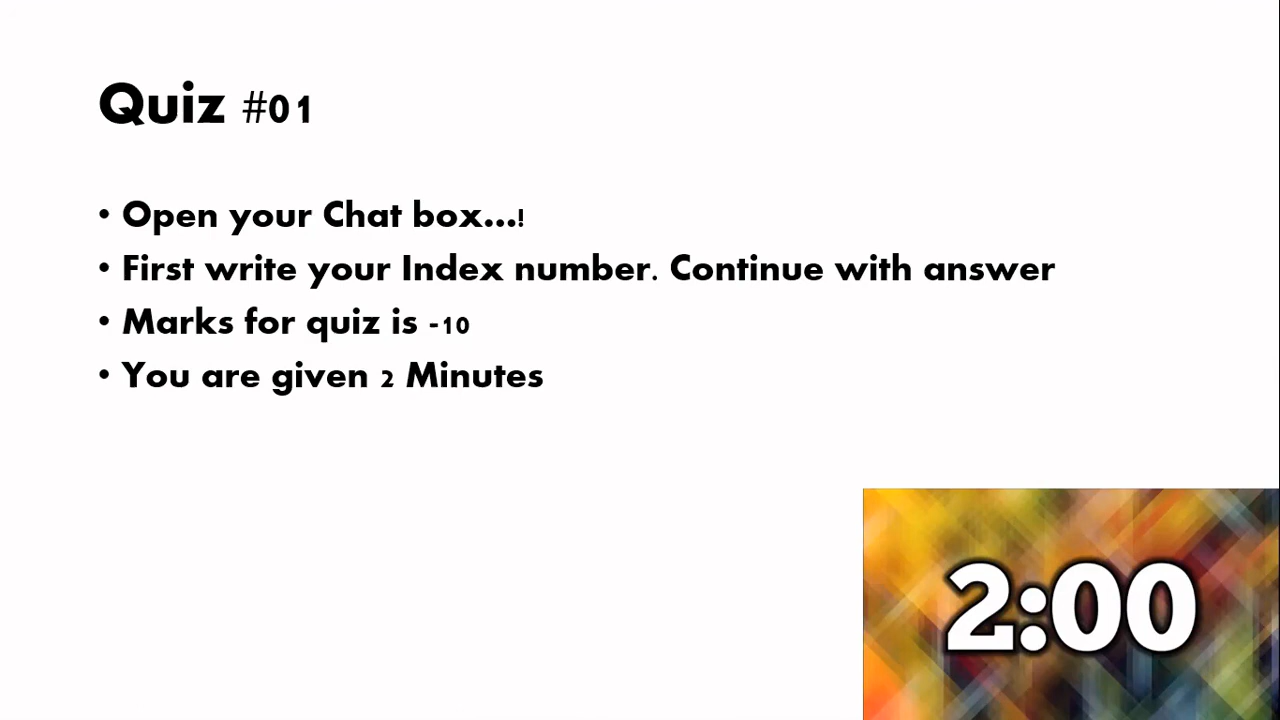 Quiz #01
• Open your Chat box...!
• First write your Index number. Continue with answer
• Marks for quiz is -10
• You are given 2 Minutes
2:00